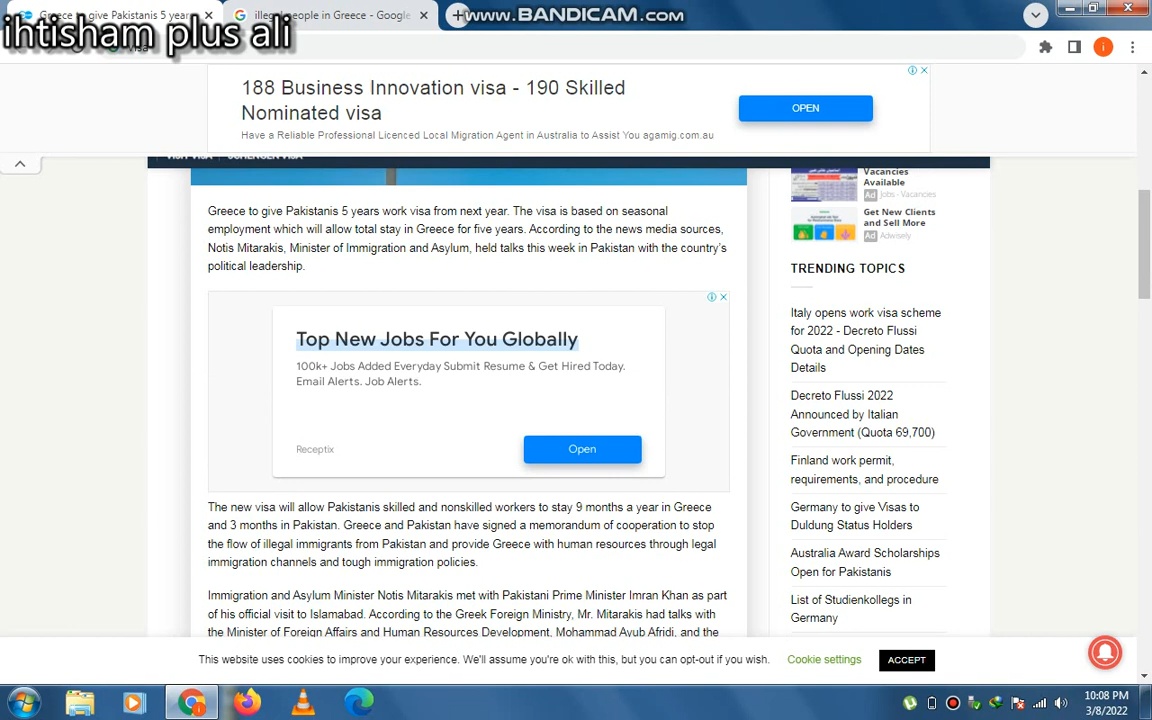 Greece to give Pakistanis 5 years
illegal people in Greece - Google
www.BANDICAM.com
ihtisham plus ali
188 Business Innovation visa - 190 Skilled
Nominated visa
Have a Reliable Professional Licenced Local Migration Agent in Australia to Assist You agamig.com.au
OPEN
VISIT VISA
SCHENGEN VISA
Greece to give Pakistanis 5 years work visa from next year. The visa is based on seasonal
employment which will allow total stay in Greece for five years. According to the news media sources,
Notis Mitarakis, Minister of Immigration and Asylum, held talks this week in Pakistan with the country's
political leadership.
Top New Jobs For You Globally
100k+ Jobs Added Everyday Submit Resume & Get Hired Today.
Email Alerts. Job Alerts.
Receptix
Open
The new visa will allow Pakistanis skilled and nonskilled workers to stay 9 months a year in Greece
and 3 months in Pakistan. Greece and Pakistan have signed a memorandum of cooperation to stop
the flow of illegal immigrants from Pakistan and provide Greece with human resources through legal
immigration channels and tough immigration policies.
Immigration and Asylum Minister Notis Mitarakis met with Pakistani Prime Minister Imran Khan as part
of his official visit to Islamabad. According to the Greek Foreign Ministry, Mr. Mitarakis had talks with
the Minister of Foreign Affairs and Human Resources Development, Mohammad Ayub Afridi, and the
Vacancies
Available
Ad Jobs - Vacancies
Get New Clients
and Sell More
Ad Adwisely
TRENDING TOPICS
Italy opens work visa scheme
for 2022 - Decreto Flussi
Quota and Opening Dates
Details
Decreto Flussi 2022
Announced by Italian
Government (Quota 69,700)
Finland work permit,
requirements, and procedure
Germany to give Visas to
Duldung Status Holders
Australia Award Scholarships
Open for Pakistanis
List of Studienkollegs in
Germany
This website uses cookies to improve your experience. We'll assume you're ok with this, but you can opt-out if you wish.
Cookie settings
ACCEPT
10:08 PM
3/8/2022